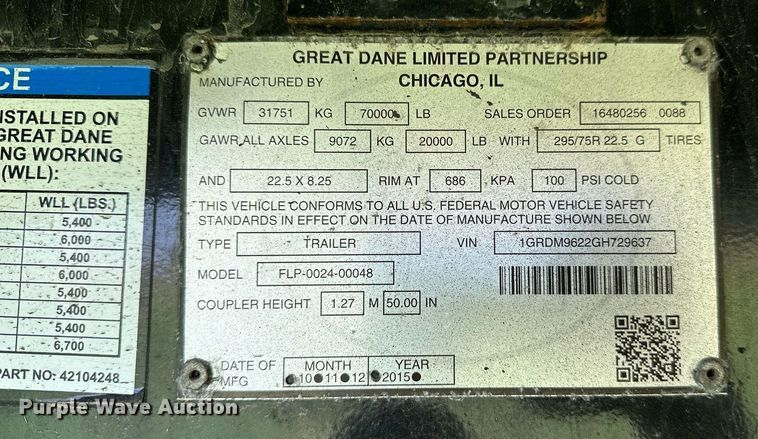 CE
INSTALLED ON
GREAT DANE
NG WORKING
(WLL):
WLL (LBS.)
5,400
6,000
5,400
6,000
5,400
5,400
5,400
6,700
PART NO: 42104248
GREAT DANE LIMITED PARTNERSHIP
MANUFACTURED BY CHICAGO, IL
GVWR 31751 KG 70000 LB SALES ORDER 16480256 0088
GAWR ALL AXLES 9072 KG 20000 LB WITH 295/75R 22.5 G TIRES
AND 22.5 X 8.25 RIM AT 686 KPA 100 PSI COLD
THIS VEHICLE CONFORMS TO ALL U.S. FEDERAL MOTOR VEHICLE SAFETY
STANDARDS IN EFFECT ON THE DATE OF MANUFACTURE SHOWN BELOW
TYPE TRAILER VIN 1GRDM9622GH729637
MODEL FLP-0024-00048
COUPLER HEIGHT 1.27 M 50.00 IN
DATE OF MONTH YEAR
MFG 10 11 12 2015
Purple Wave Auction